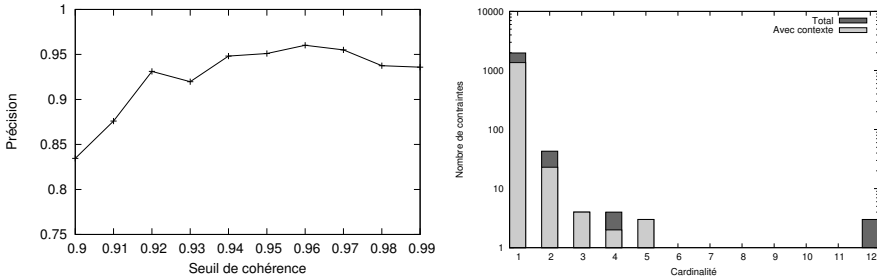 1
0.95
0.9
0.85
0.8
0.75
0.9 0.91 0.92 0.93 0.94 0.95 0.96 0.97 0.98 0.99
Précision
Seuil de cohérence
10000
1000
100
10
1
1 2 3 4 5 6 7 8 9 10 11 12
Nombre de contraintes
Cardinalité
Total
Avec contexte